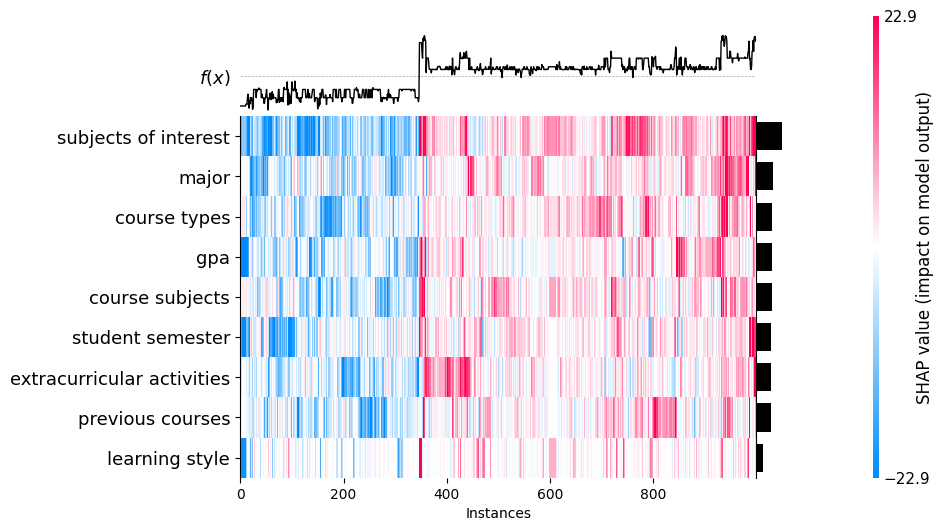 22.9
f(x)
subjects of interest
major
course types
gpa
course subjects
student semester
extracurricular activities
previous courses
learning style
0 200 400 600 800
Instances
SHAP value (impact on model output)
−22.9